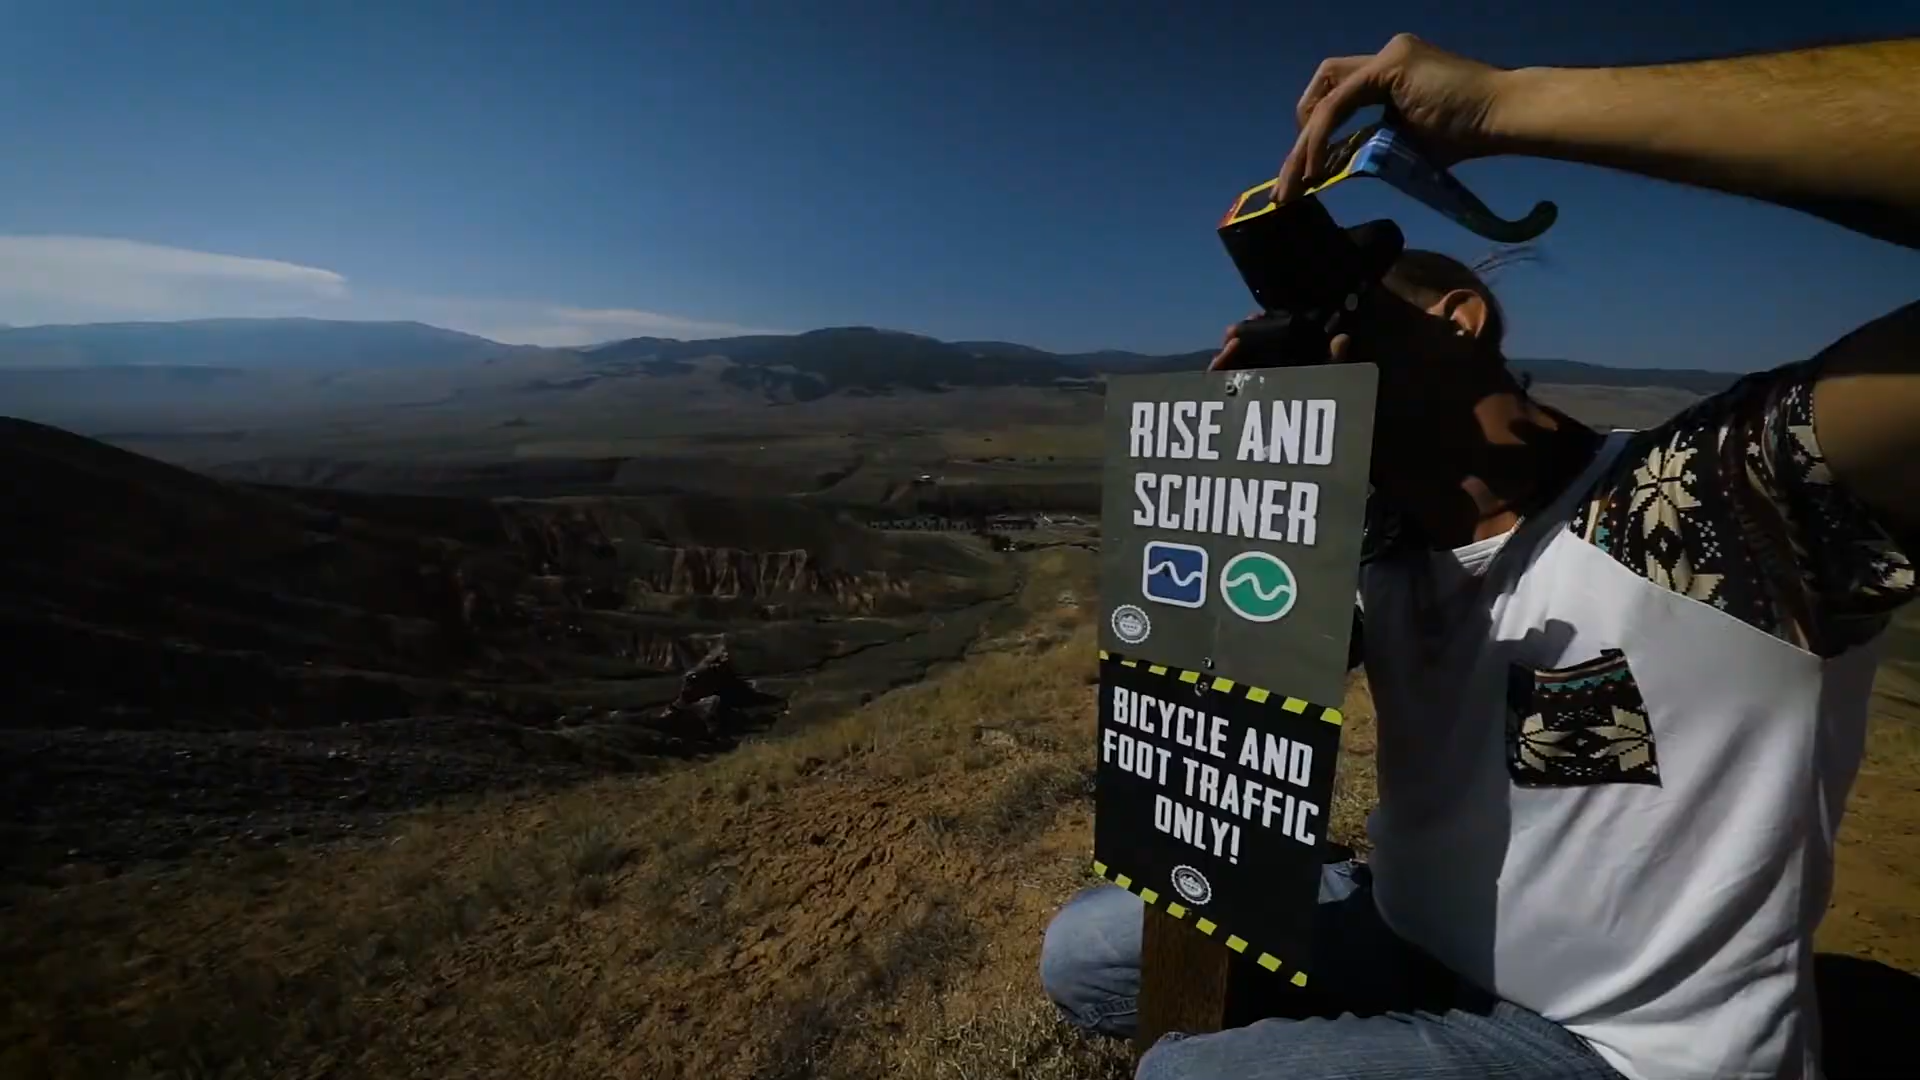 RISE AND
SCHINER
BICYCLE AND
FOOT TRAFFIC
ONLY!